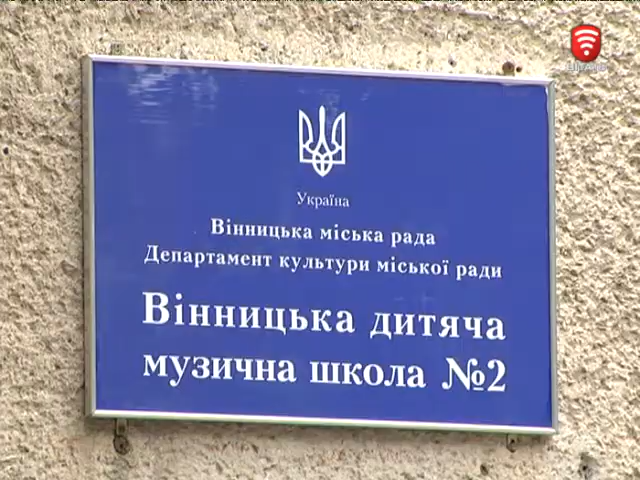 Україна
Вінницька міська рада
Департамент культури міської ради
Вінницька дитяча
музична школа №2